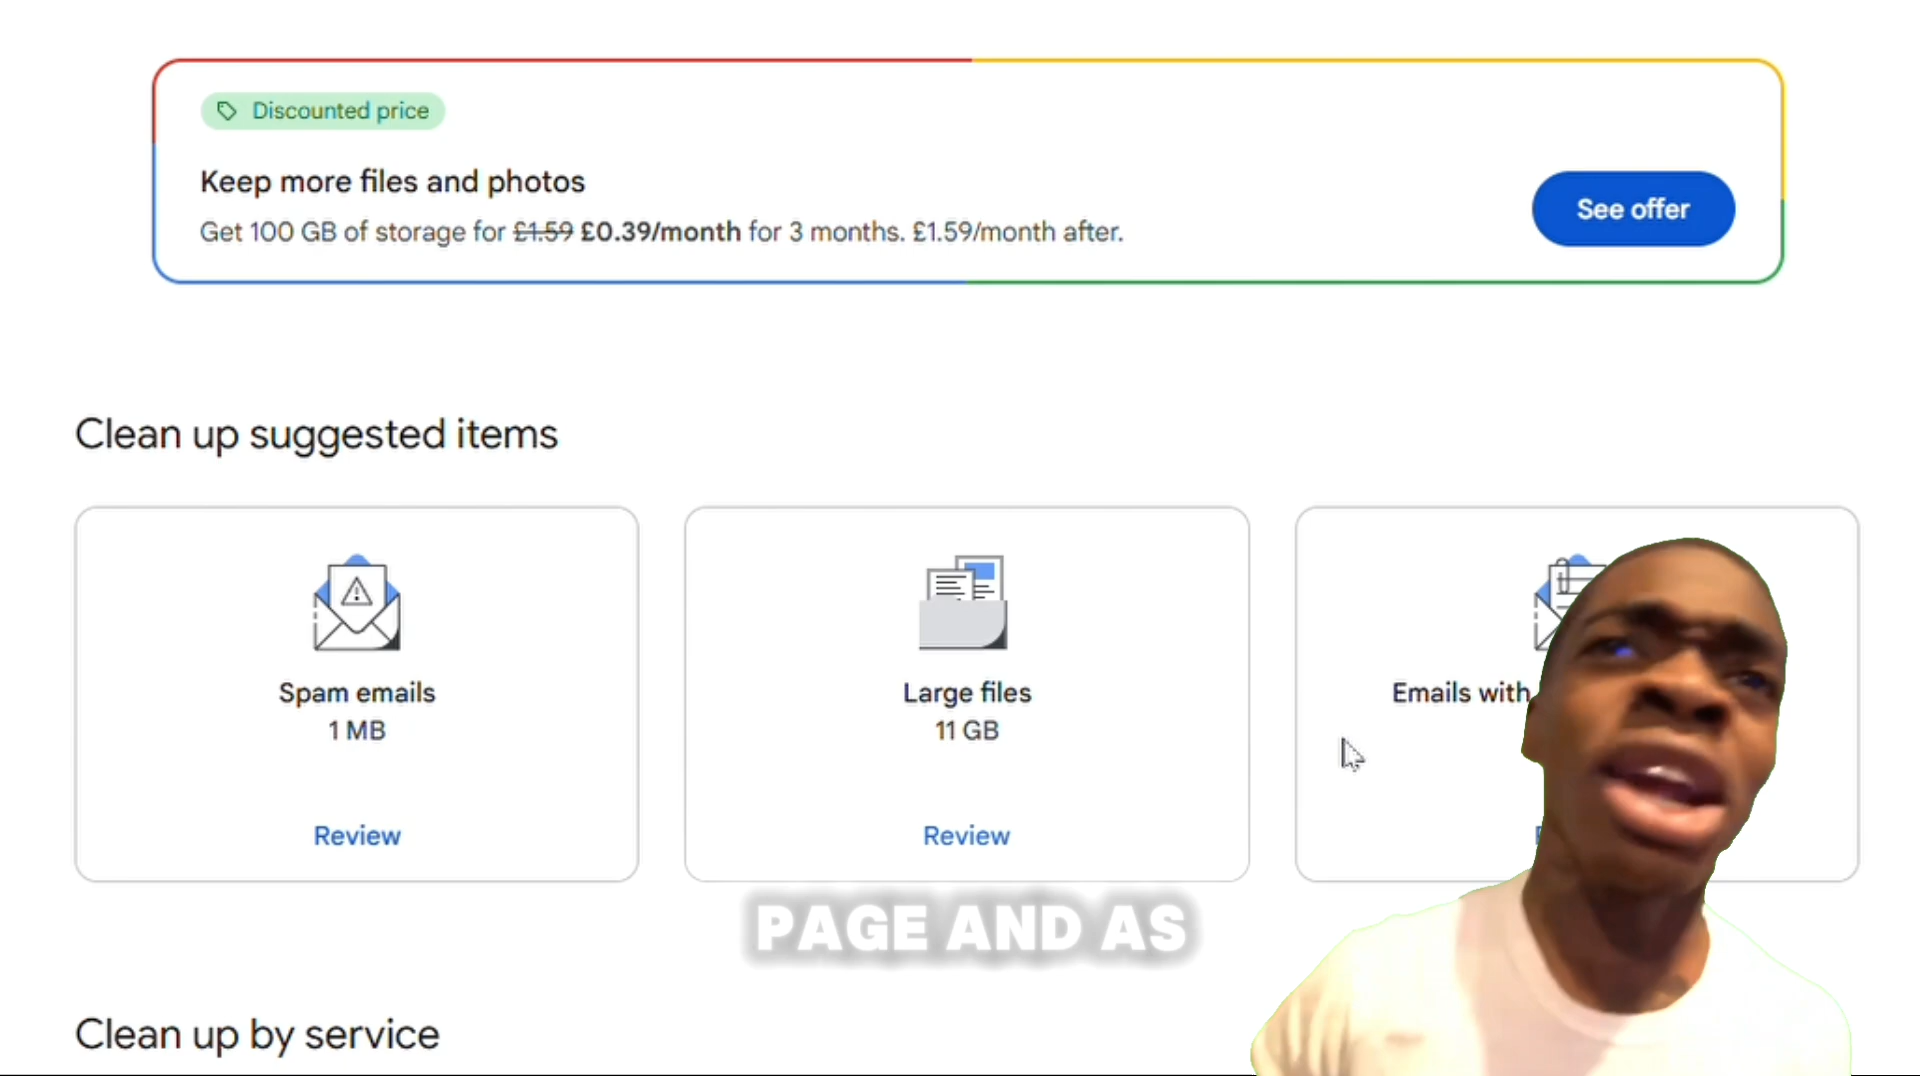 Discounted price
Keep more files and photos
Get 100 GB of storage for £1.59 £0.39/month for 3 months. £1.59/month after.
See offer
Clean up suggested items
Spam emails
1 MB
Review
Large files
11 GB
Review
Emails with
PAGE AND AS
Clean up by service